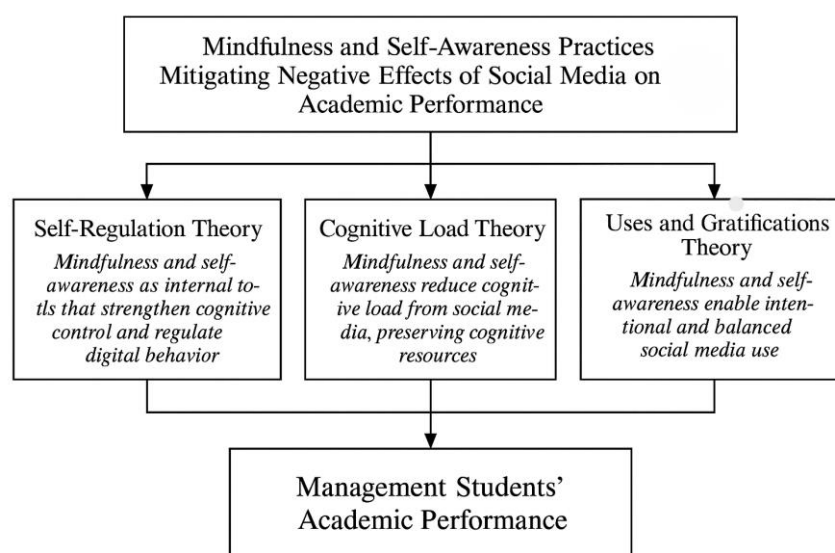 Mindfulness and Self-Awareness Practices
Mitigating Negative Effects of Social Media on
Academic Performance
Self-Regulation Theory
Mindfulness and self-
awareness as internal to-
tls that strengthen cognitive
control and regulate
digital behavior
Cognitive Load Theory
Mindfulness and self-
awareness reduce cognit-
ive load from social me-
dia, preserving cognitive
resources
Uses and Gratifications
Theory
Mindfulness and self-
awareness enable inten-
tional and balanced
social media use
Management Students’
Academic Performance